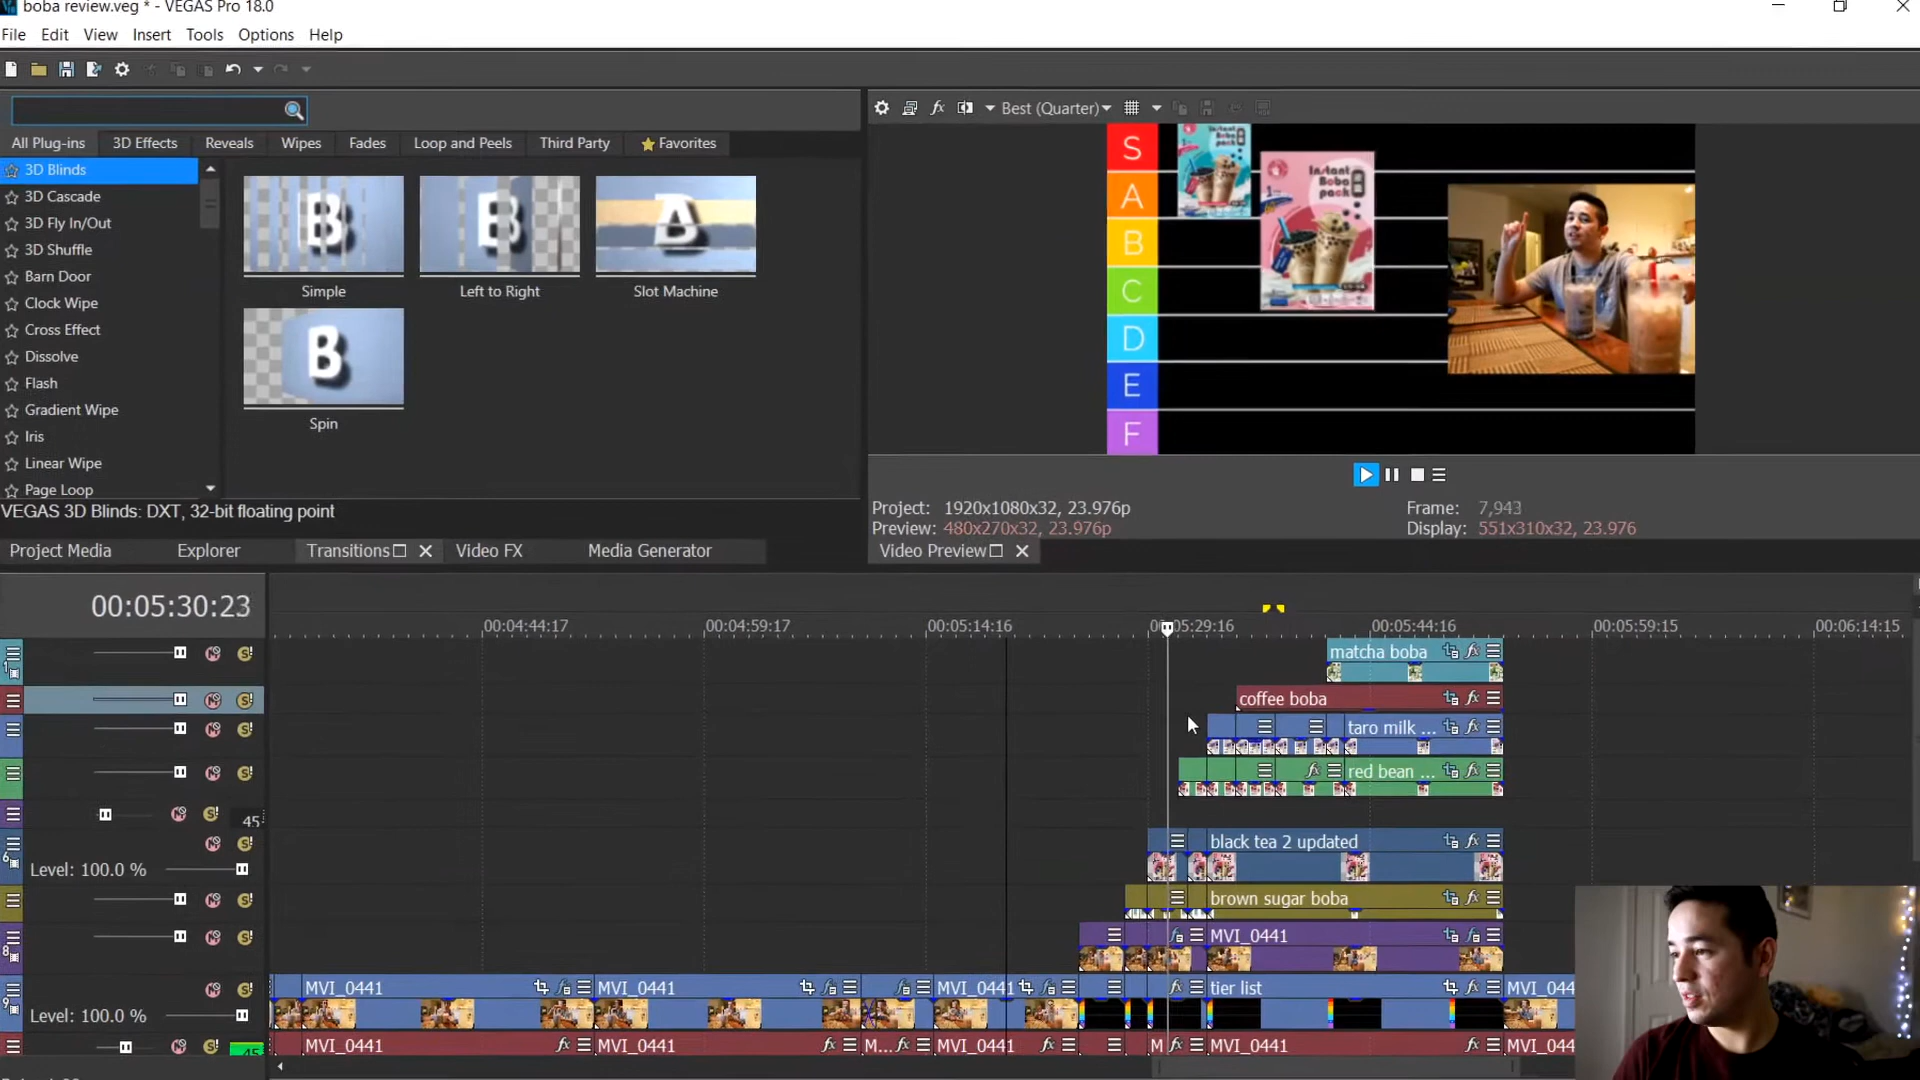 boba review.veg * - VEGAS Pro 18.0
File Edit View Insert Tools Options Help
All Plug-ins 3D Effects Reveals Wipes Fades Loop and Peels Third Party Favorites
3D Blinds
3D Cascade
3D Fly In/Out
3D Shuffle
Barn Door
Clock Wipe
Cross Effect
Dissolve
Flash
Gradient Wipe
Iris
Linear Wipe
Page Loop
Simple Left to Right Slot Machine
Spin
VEGAS 3D Blinds: DXT, 32-bit floating point
Project Media Explorer Transitions Video FX Media Generator
Best (Quarter)
S
A
B
C
D
E
F
Instant
Boba
pack
Instant
Boba
pack
Project: 1920x1080x32, 23.976p
Preview: 480x270x32, 23.976p
Frame: 7,943
Display: 551x310x32, 23.976
Video Preview
00:05:30:23
00:04:44:17 00:04:59:17 00:05:14:16 00:05:29:16 00:05:44:16 00:05:59:15 00:06:14:15
matcha boba
coffee boba
taro milk ...
red bean ...
45
black tea 2 updated
Level: 100.0 %
brown sugar boba
MVI_0441
MVI_0441 MVI_0441 MVI_0441 tier list MVI_044
Level: 100.0 %
MVI_0441 MVI_0441 M... MVI_0441 M MVI_0441 MVI_044
45